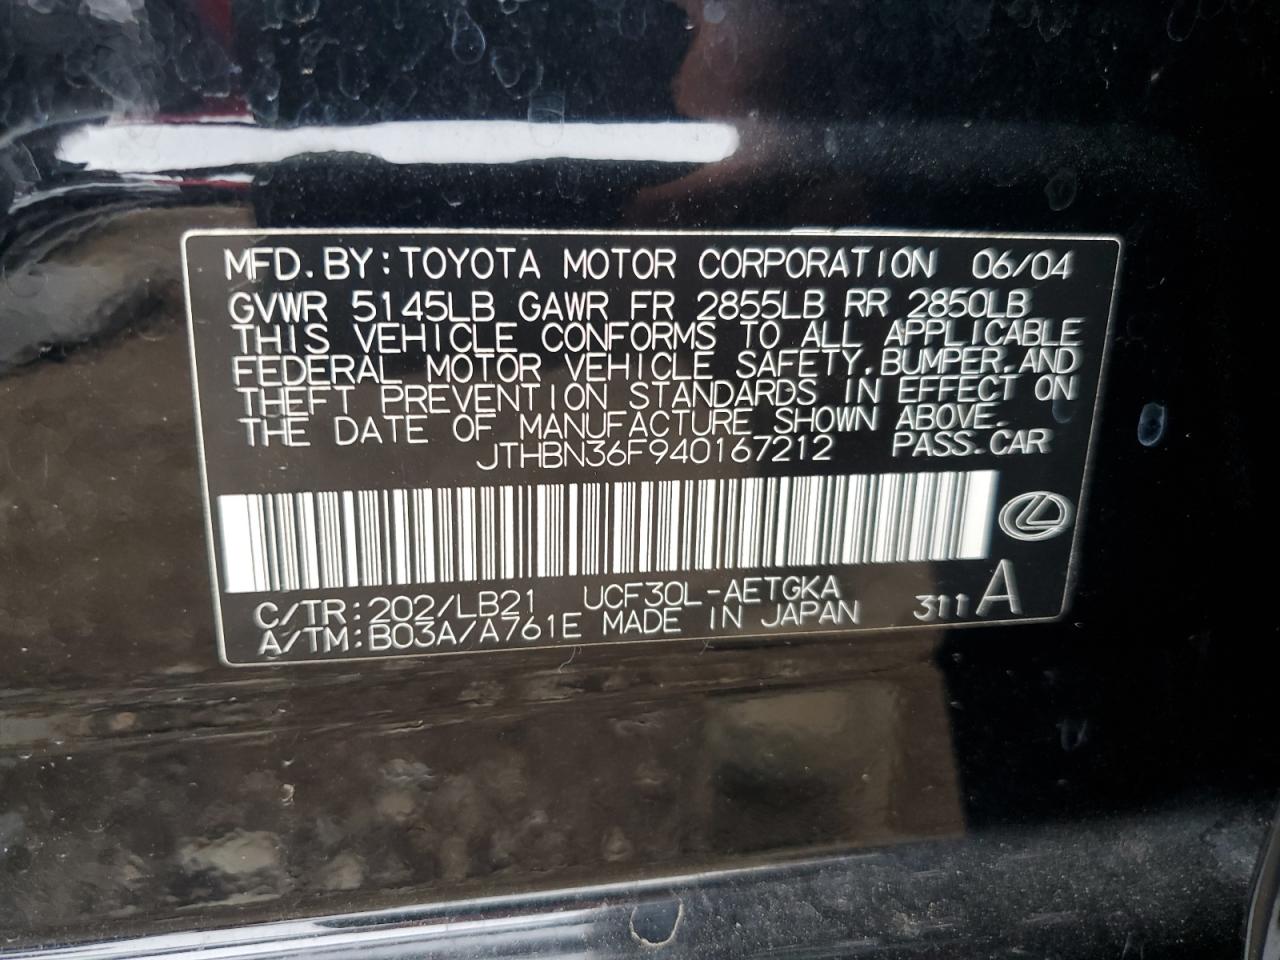 MFD. BY: TOYOTA MOTOR CORPORATION 06/04
GVWR 5145LB GAWR FR 2855LB RR 2850LB
THIS VEHICLE CONFORMS TO ALL APPLICABLE
FEDERAL MOTOR VEHICLE SAFETY, BUMPER, AND
THEFT PREVENTION STANDARDS IN EFFECT ON
THE DATE OF MANUFACTURE SHOWN ABOVE.
JTHBN36F940167212 PASS. CAR
C/TR: 202/LB21 UCF30L-AETGKA
A/TM: B03A/A761E MADE IN JAPAN 311 A